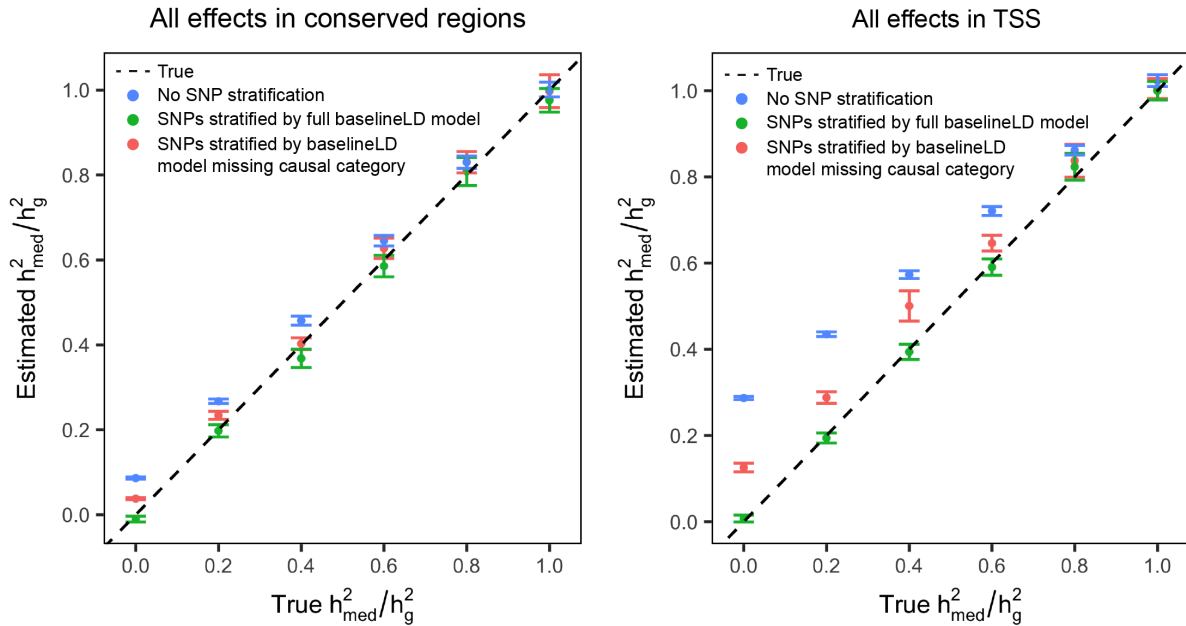 All effects in conserved regions
True
No SNP stratification
SNPs stratified by full baselineLD model
SNPs stratified by baselineLD
model missing causal category
Estimated h²med/h²g
1.0
0.8
0.6
0.4
0.2
0.0
0.0 0.2 0.4 0.6 0.8 1.0
True h²med/h²g
All effects in TSS
True
No SNP stratification
SNPs stratified by full baselineLD model
SNPs stratified by baselineLD
model missing causal category
Estimated h²med/h²g
1.0
0.8
0.6
0.4
0.2
0.0
0.0 0.2 0.4 0.6 0.8 1.0
True h²med/h²g